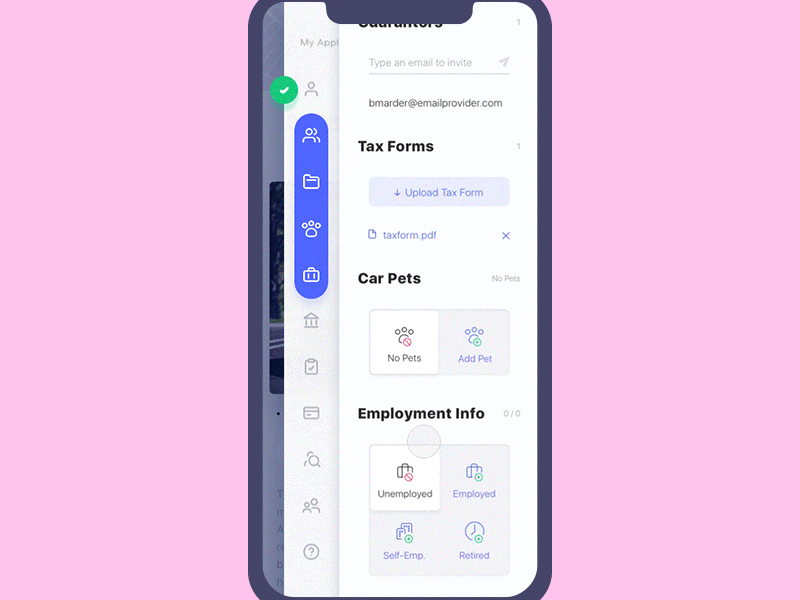 Guarantors
1
My Appl
Type an email to invite
bmarder@emailprovider.com
Tax Forms
1
↓ Upload Tax Form
taxform.pdf
Car Pets
No Pets
No Pets
Add Pet
Employment Info
0 / 0
Unemployed
Employed
Self-Emp.
Retired